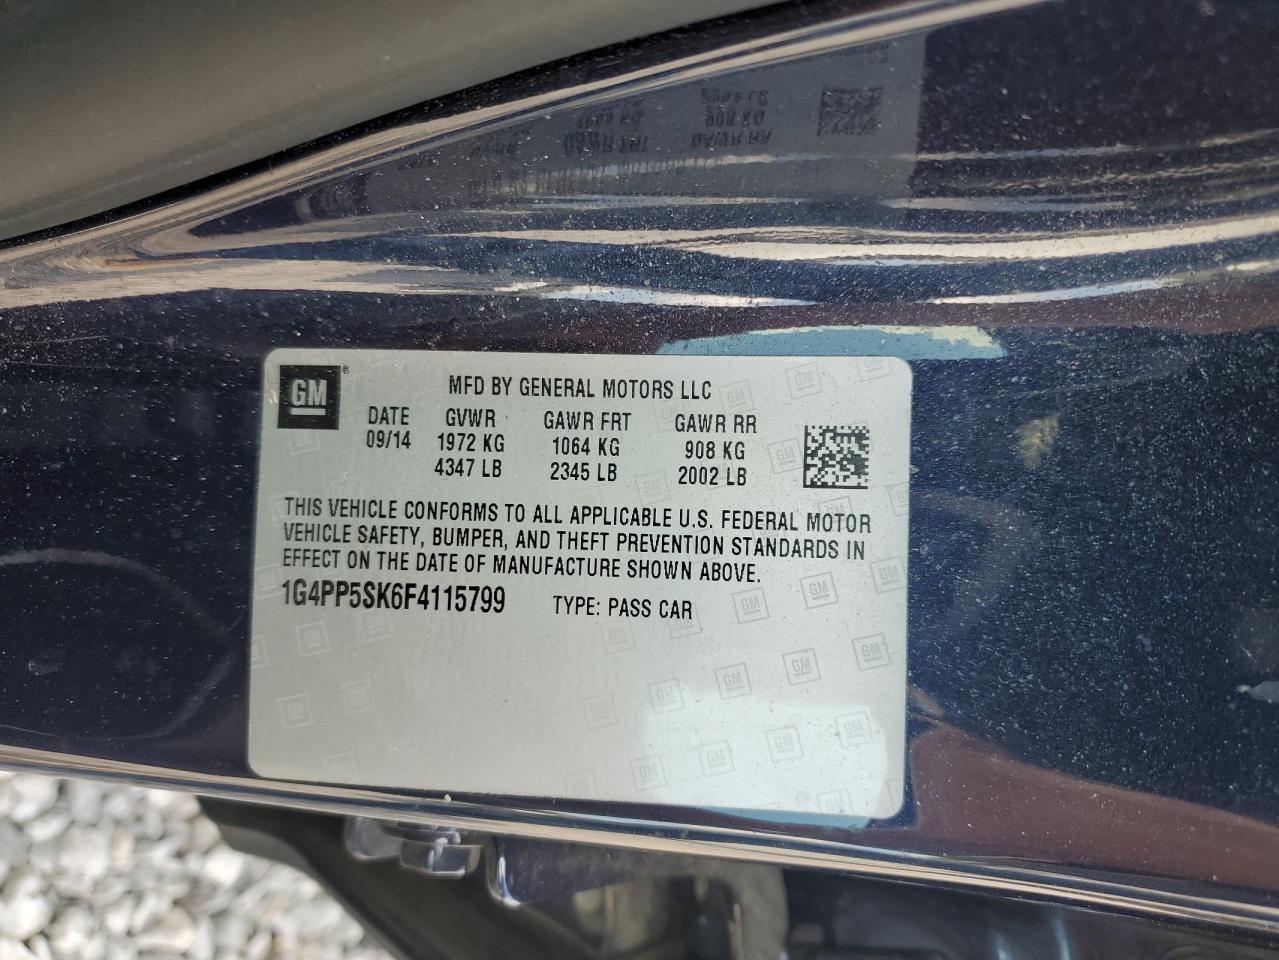 GM ®
MFD BY GENERAL MOTORS LLC
DATE GVWR GAWR FRT GAWR RR
09/14 1972 KG 1064 KG 908 KG
4347 LB 2345 LB 2002 LB
THIS VEHICLE CONFORMS TO ALL APPLICABLE U.S. FEDERAL MOTOR
VEHICLE SAFETY, BUMPER, AND THEFT PREVENTION STANDARDS IN
EFFECT ON THE DATE OF MANUFACTURE SHOWN ABOVE.
1G4PP5SK6F4115799 TYPE: PASS CAR